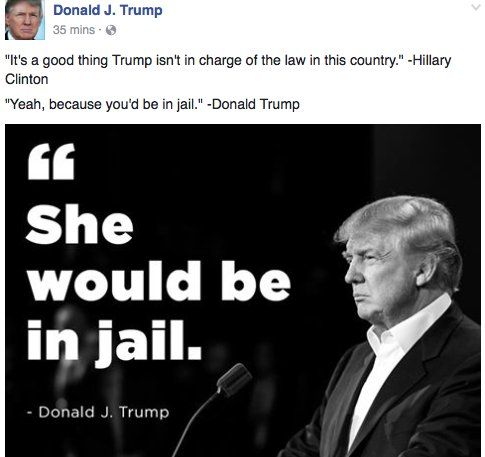 Donald J. Trump
35 mins ·
"It's a good thing Trump isn't in charge of the law in this country." -Hillary
Clinton
"Yeah, because you'd be in jail." -Donald Trump
“
She
would be
in jail.
- Donald J. Trump